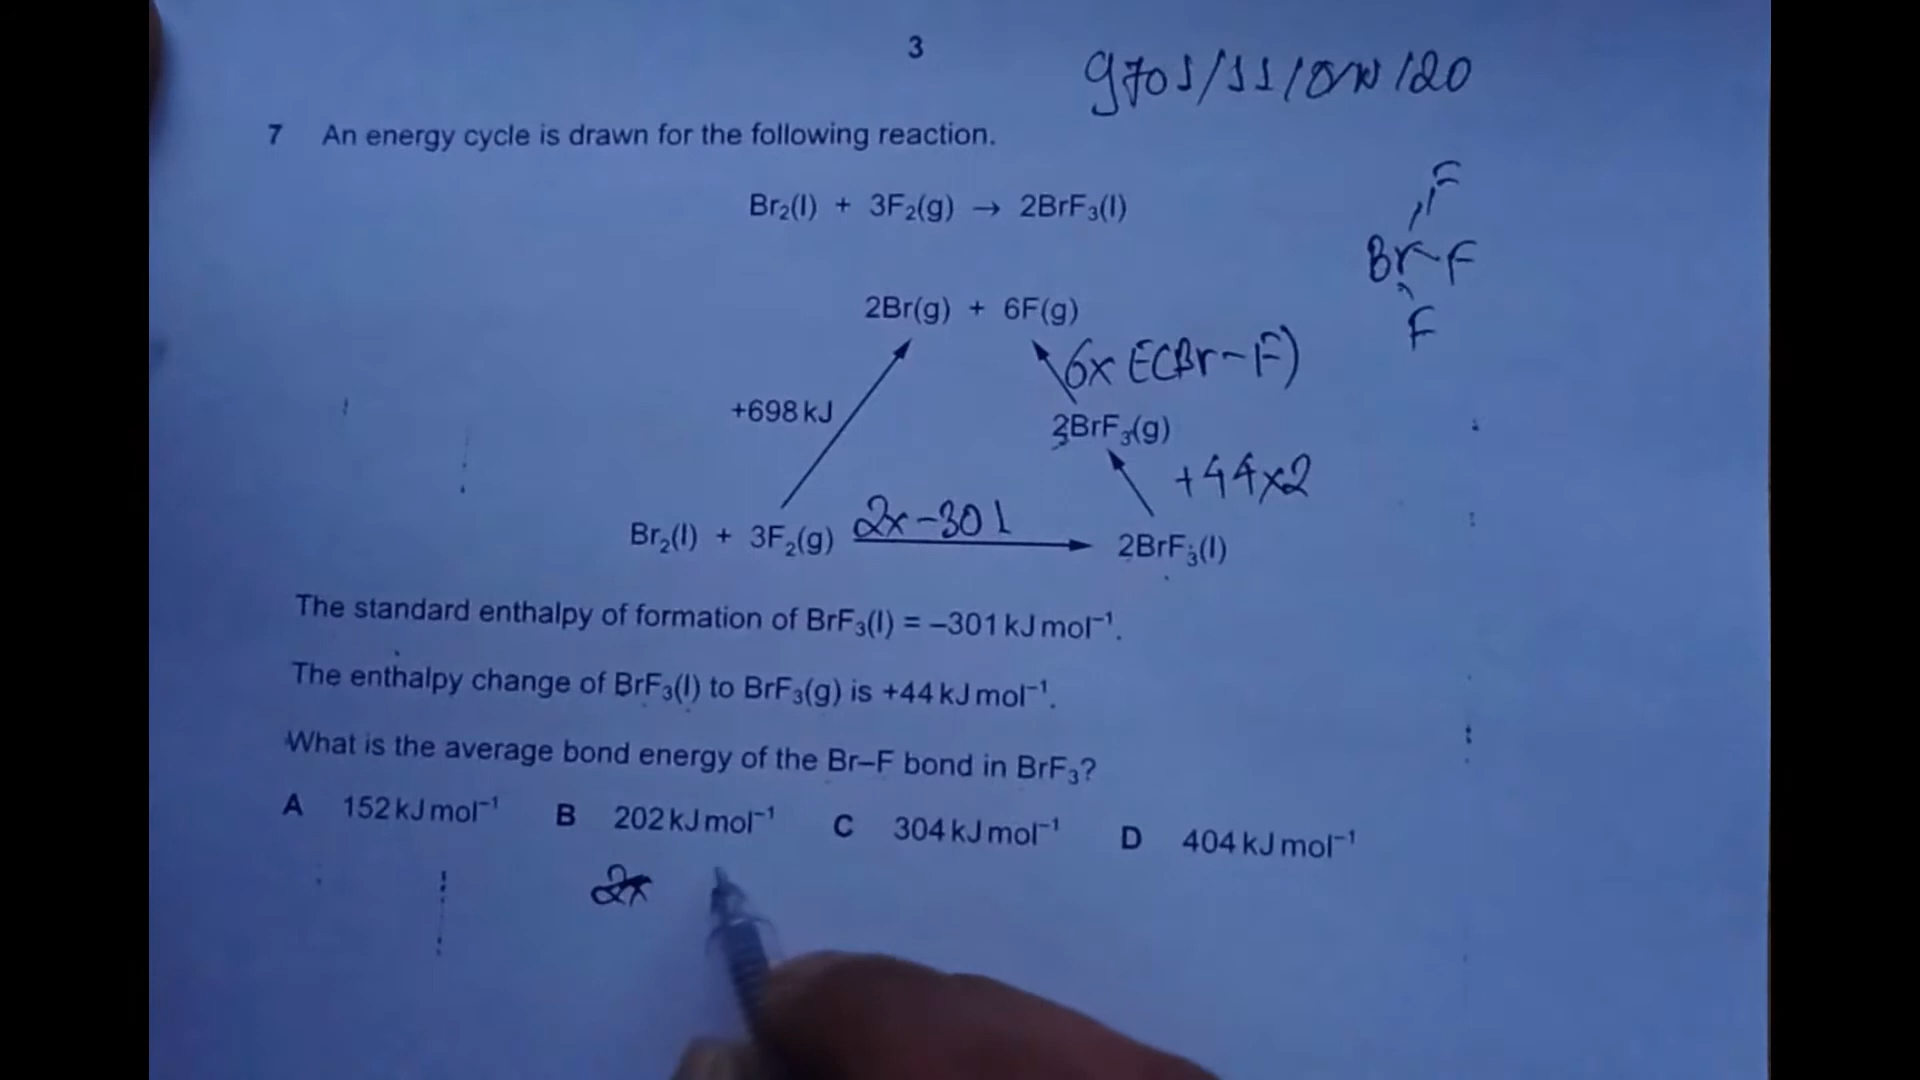 3
9701/11/ON/20
7 An energy cycle is drawn for the following reaction.
Br₂(l) + 3F₂(g) → 2BrF₃(l)
F
Br-F
F
2Br(g) + 6F(g)
6x E(Br-F)
+698 kJ
2BrF₃(g)
+44x2
2x-301
Br₂(l) + 3F₂(g)
2BrF₃(l)
The standard enthalpy of formation of BrF₃(l) = –301 kJ mol⁻¹.
The enthalpy change of BrF₃(l) to BrF₃(g) is +44 kJ mol⁻¹.
What is the average bond energy of the Br–F bond in BrF₃?
A 152 kJ mol⁻¹ B 202 kJ mol⁻¹ C 304 kJ mol⁻¹ D 404 kJ mol⁻¹
2x